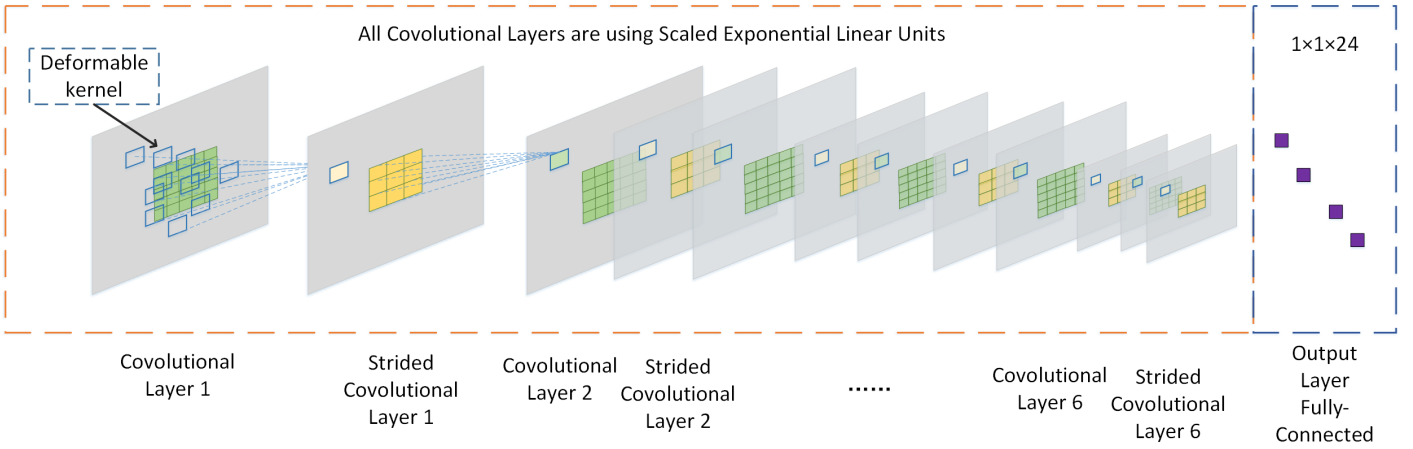 All Covolutional Layers are using Scaled Exponential Linear Units
1×1×24
Deformable
kernel
Covolutional
Layer 1
Strided
Covolutional
Layer 1
Covolutional
Layer 2
Strided
Covolutional
Layer 2
......
Covolutional
Layer 6
Strided
Covolutional
Layer 6
Output
Layer
Fully-
Connected